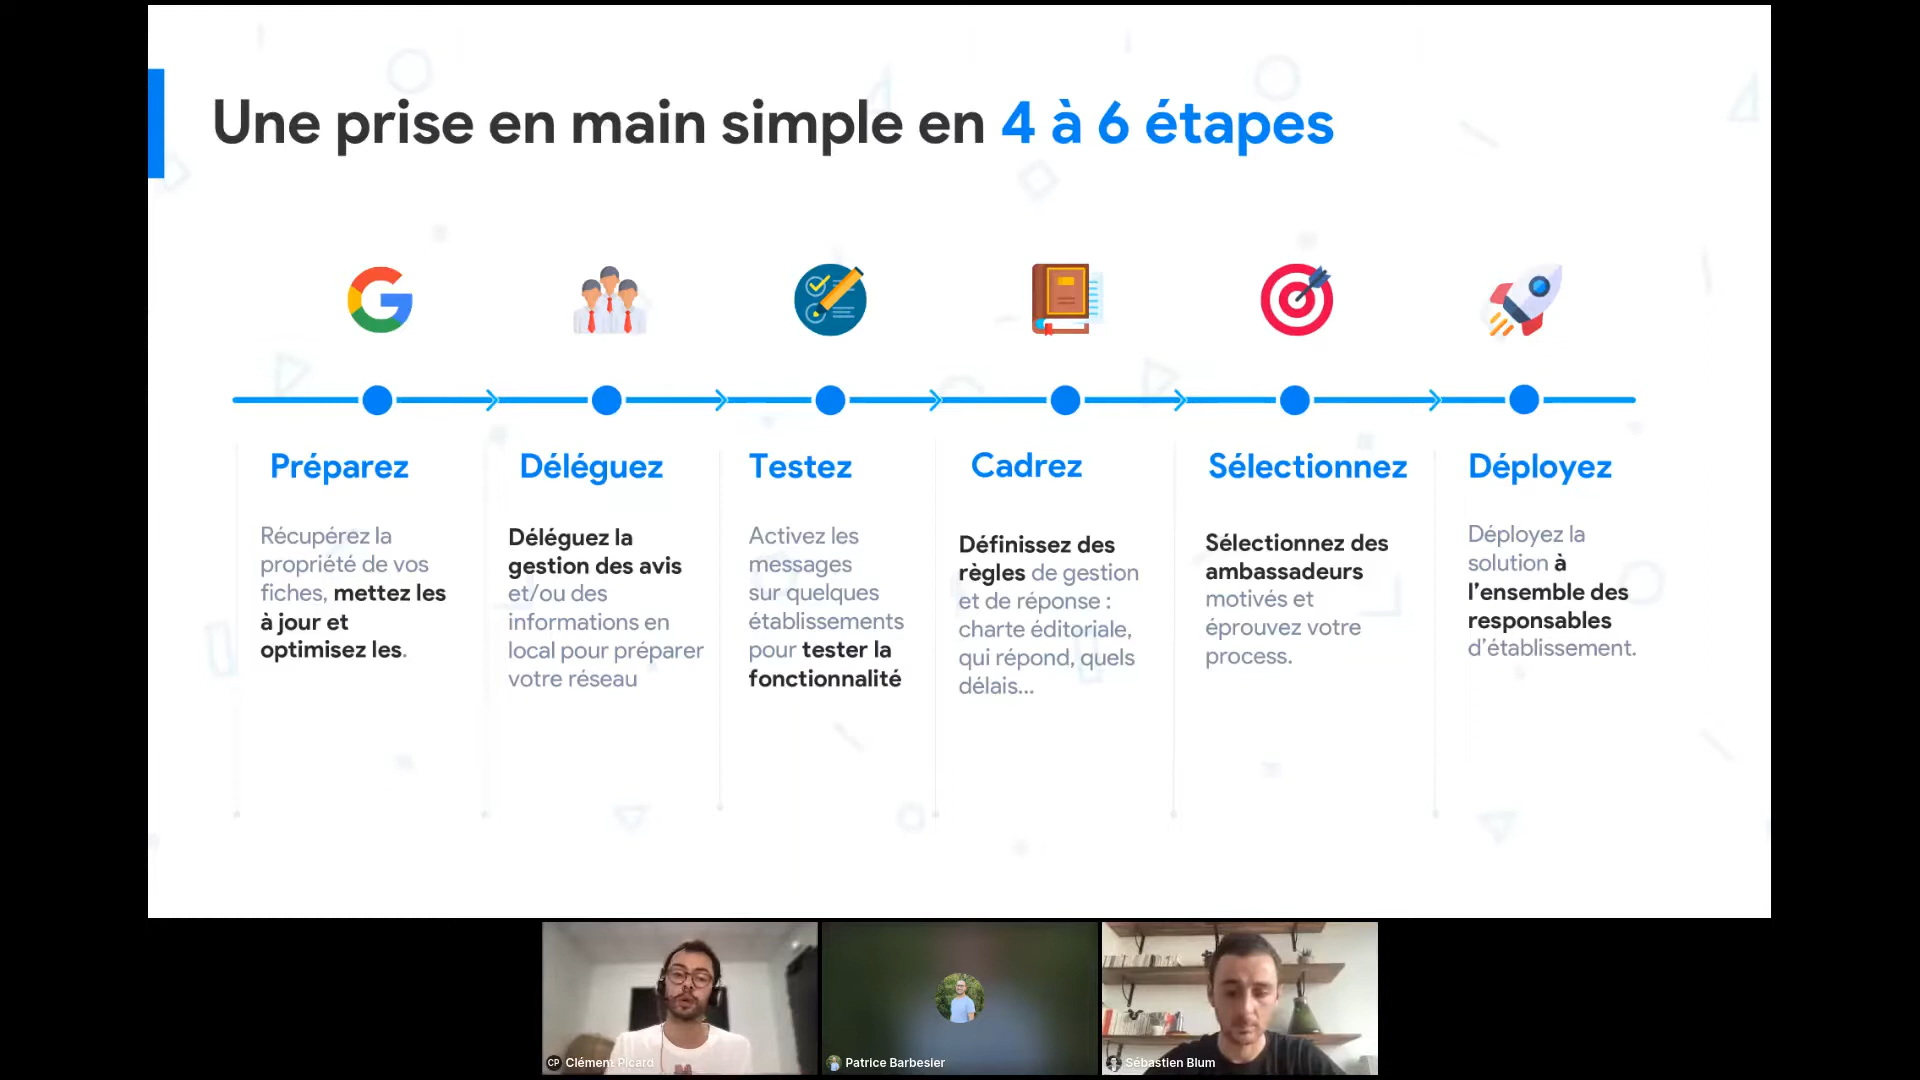 Une prise en main simple en 4 à 6 étapes
Préparez
Récupérez la
propriété de vos
fiches, mettez les
à jour et
optimisez les.
Déléguez
Déléguez la
gestion des avis
et/ou des
informations en
local pour préparer
votre réseau
Testez
Activez les
messages
sur quelques
établissements
pour tester la
fonctionnalité
Cadrez
Définissez des
règles de gestion
et de réponse :
charte éditoriale,
qui répond, quels
délais...
Sélectionnez
Sélectionnez des
ambassadeurs
motivés et
éprouvez votre
process.
Déployez
Déployez la
solution à
l'ensemble des
responsables
d'établissement.
CP Clément Picard
Patrice Barbesier
Sébastien Blum